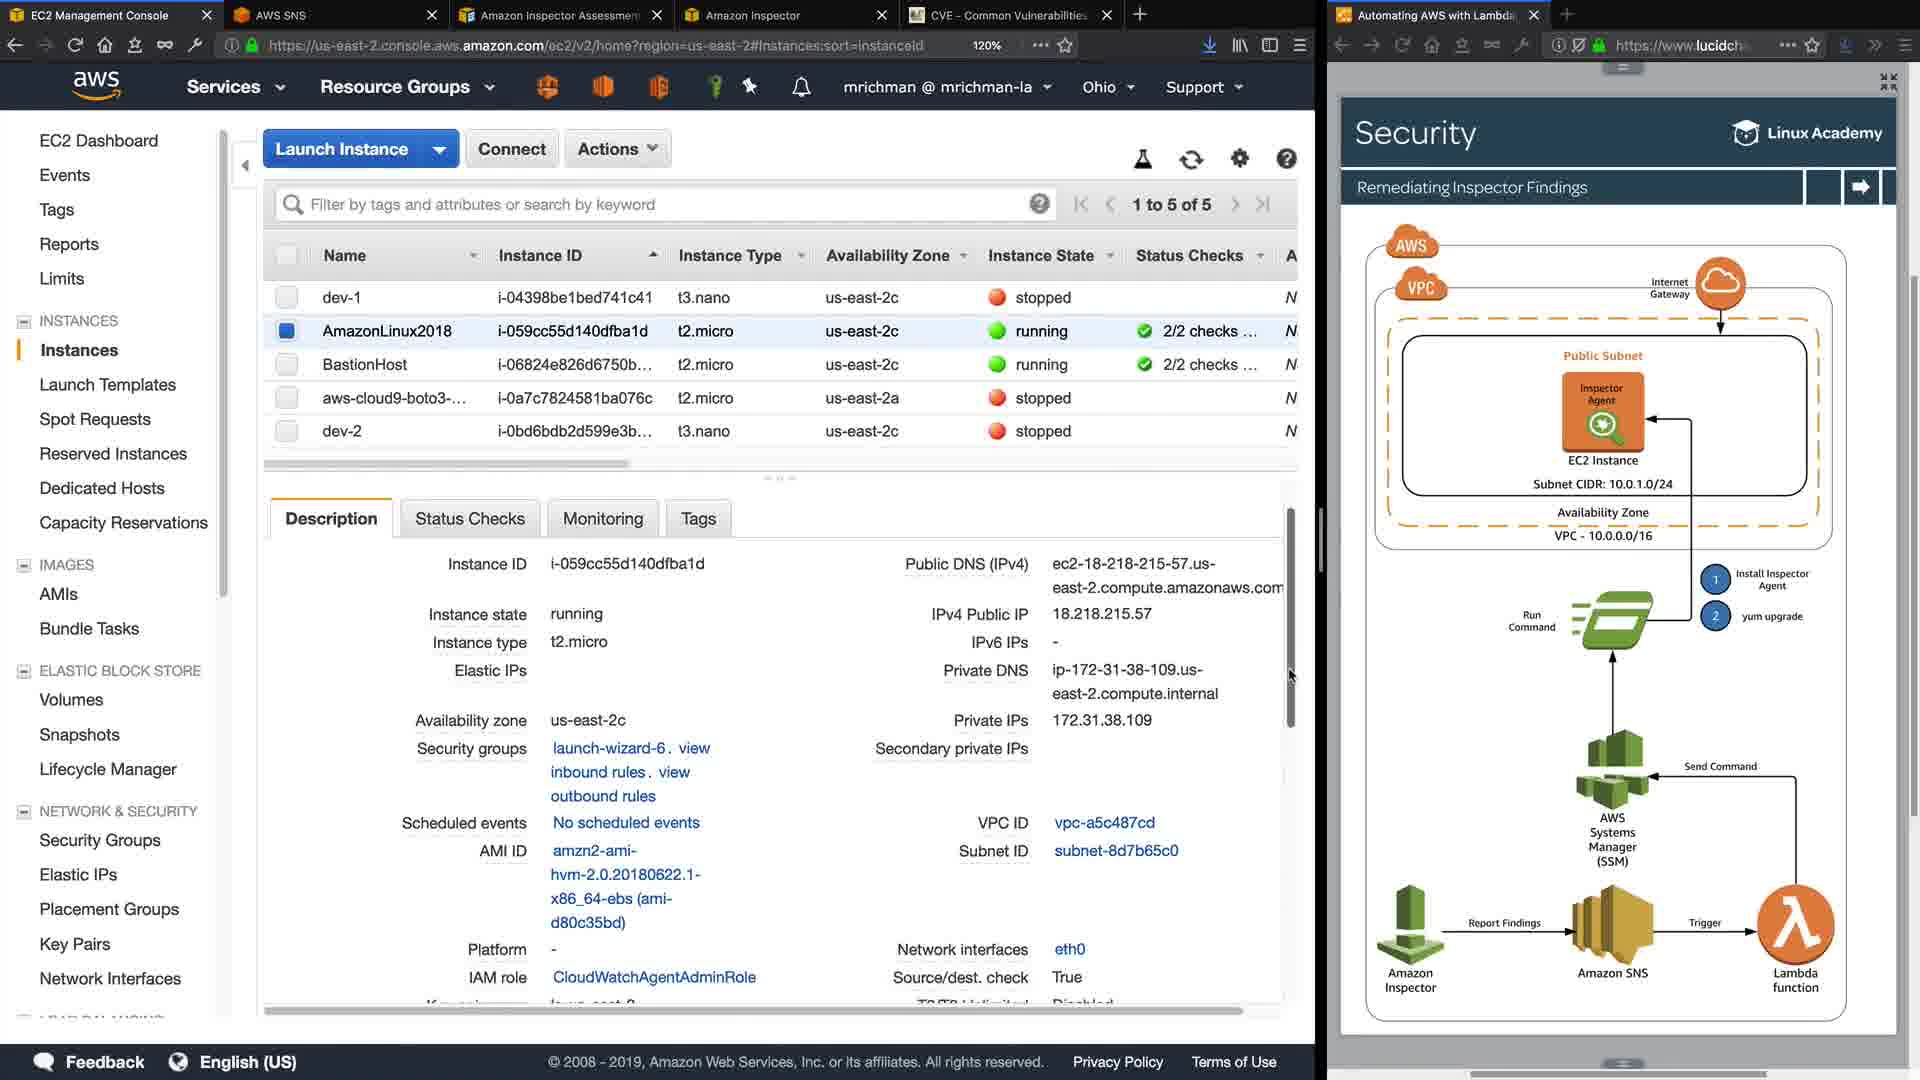 EC2 Management Console
AWS SNS
Amazon Inspector Assessmen
Amazon Inspector
CVE - Common Vulnerabilities
Automating AWS with Lambda
https://us-east-2.console.aws.amazon.com/ec2/v2/home?region=us-east-2#Instances:sort=instanceId
120%
https://www.lucidch
aws
Services
Resource Groups
mrichman @ mrichman-la
Ohio
Support
EC2 Dashboard
Events
Tags
Reports
Limits
INSTANCES
Instances
Launch Templates
Spot Requests
Reserved Instances
Dedicated Hosts
Capacity Reservations
IMAGES
AMIs
Bundle Tasks
ELASTIC BLOCK STORE
Volumes
Snapshots
Lifecycle Manager
NETWORK & SECURITY
Security Groups
Elastic IPs
Placement Groups
Key Pairs
Network Interfaces
Launch Instance
Connect
Actions
Filter by tags and attributes or search by keyword
1 to 5 of 5
Name Instance ID Instance Type Availability Zone Instance State Status Checks A
dev-1 i-04398be1bed741c41 t3.nano us-east-2c stopped N
AmazonLinux2018 i-059cc55d140dfba1d t2.micro us-east-2c running 2/2 checks ... N
BastionHost i-06824e826d6750b... t2.micro us-east-2c running 2/2 checks ... N
aws-cloud9-boto3-... i-0a7c7824581ba076c t2.micro us-east-2a stopped N
dev-2 i-0bd6bdb2d599e3b... t3.nano us-east-2c stopped N
Description
Status Checks
Monitoring
Tags
Instance ID i-059cc55d140dfba1d
Instance state running
Instance type t2.micro
Elastic IPs
Availability zone us-east-2c
Security groups launch-wizard-6. view
inbound rules. view
outbound rules
Scheduled events No scheduled events
AMI ID amzn2-ami-
hvm-2.0.20180622.1-
x86_64-ebs (ami-
d80c35bd)
Platform -
IAM role CloudWatchAgentAdminRole
Public DNS (IPv4) ec2-18-218-215-57.us-
east-2.compute.amazonaws.com
IPv4 Public IP 18.218.215.57
IPv6 IPs -
Private DNS ip-172-31-38-109.us-
east-2.compute.internal
Private IPs 172.31.38.109
Secondary private IPs
VPC ID vpc-a5c487cd
Subnet ID subnet-8d7b65c0
Network interfaces eth0
Source/dest. check True
Feedback
English (US)
© 2008 - 2019, Amazon Web Services, Inc. or its affiliates. All rights reserved.
Privacy Policy
Terms of Use
Security
Linux Academy
Remediating Inspector Findings
AWS
VPC
Internet
Gateway
Public Subnet
Inspector
Agent
EC2 Instance
Subnet CIDR: 10.0.1.0/24
Availability Zone
VPC - 10.0.0.0/16
1
Install Inspector
Agent
2
yum upgrade
Run
Command
Send Command
AWS
Systems
Manager
(SSM)
Report Findings
Trigger
Amazon
Inspector
Amazon SNS
Lambda
function